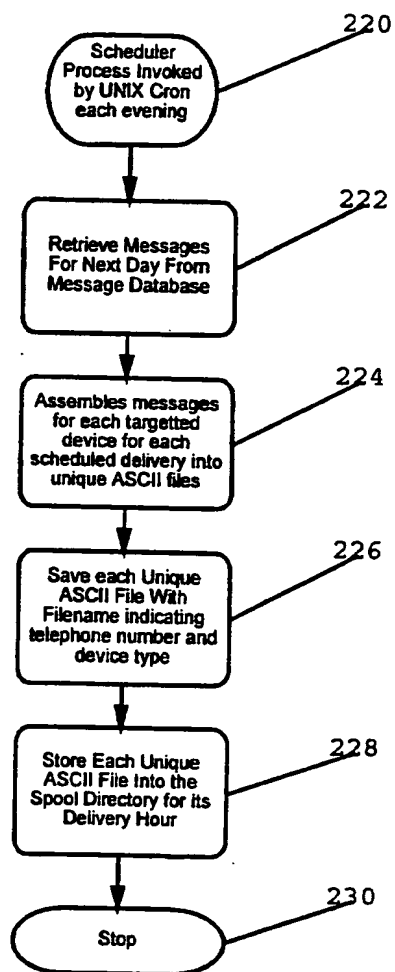 220
Scheduler
Process Invoked
by UNIX Cron
each evening
222
Retrieve Messages
For Next Day From
Message Database
224
Assembles messages
for each targetted
device for each
scheduled delivery into
unique ASCII files
226
Save each Unique
ASCII File With
Filename indicating
telephone number and
device type
228
Store Each Unique
ASCII File Into the
Spool Directory for its
Delivery Hour
230
Stop